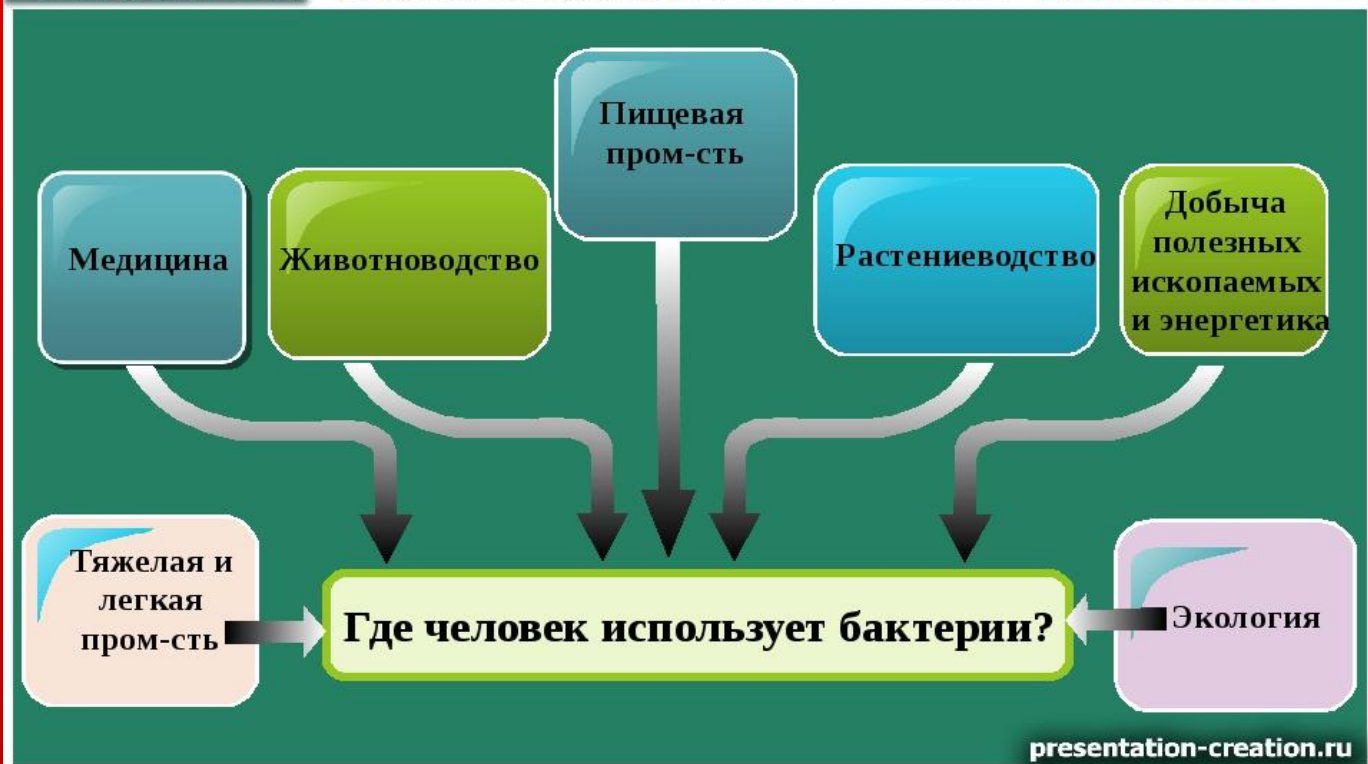 Пищевая
пром-сть
Медицина
Животноводство
Растениеводство
Добыча
полезных
ископаемых
и энергетика
Тяжелая и
легкая
пром-сть
Где человек использует бактерии?
Экология
presentation-creation.ru